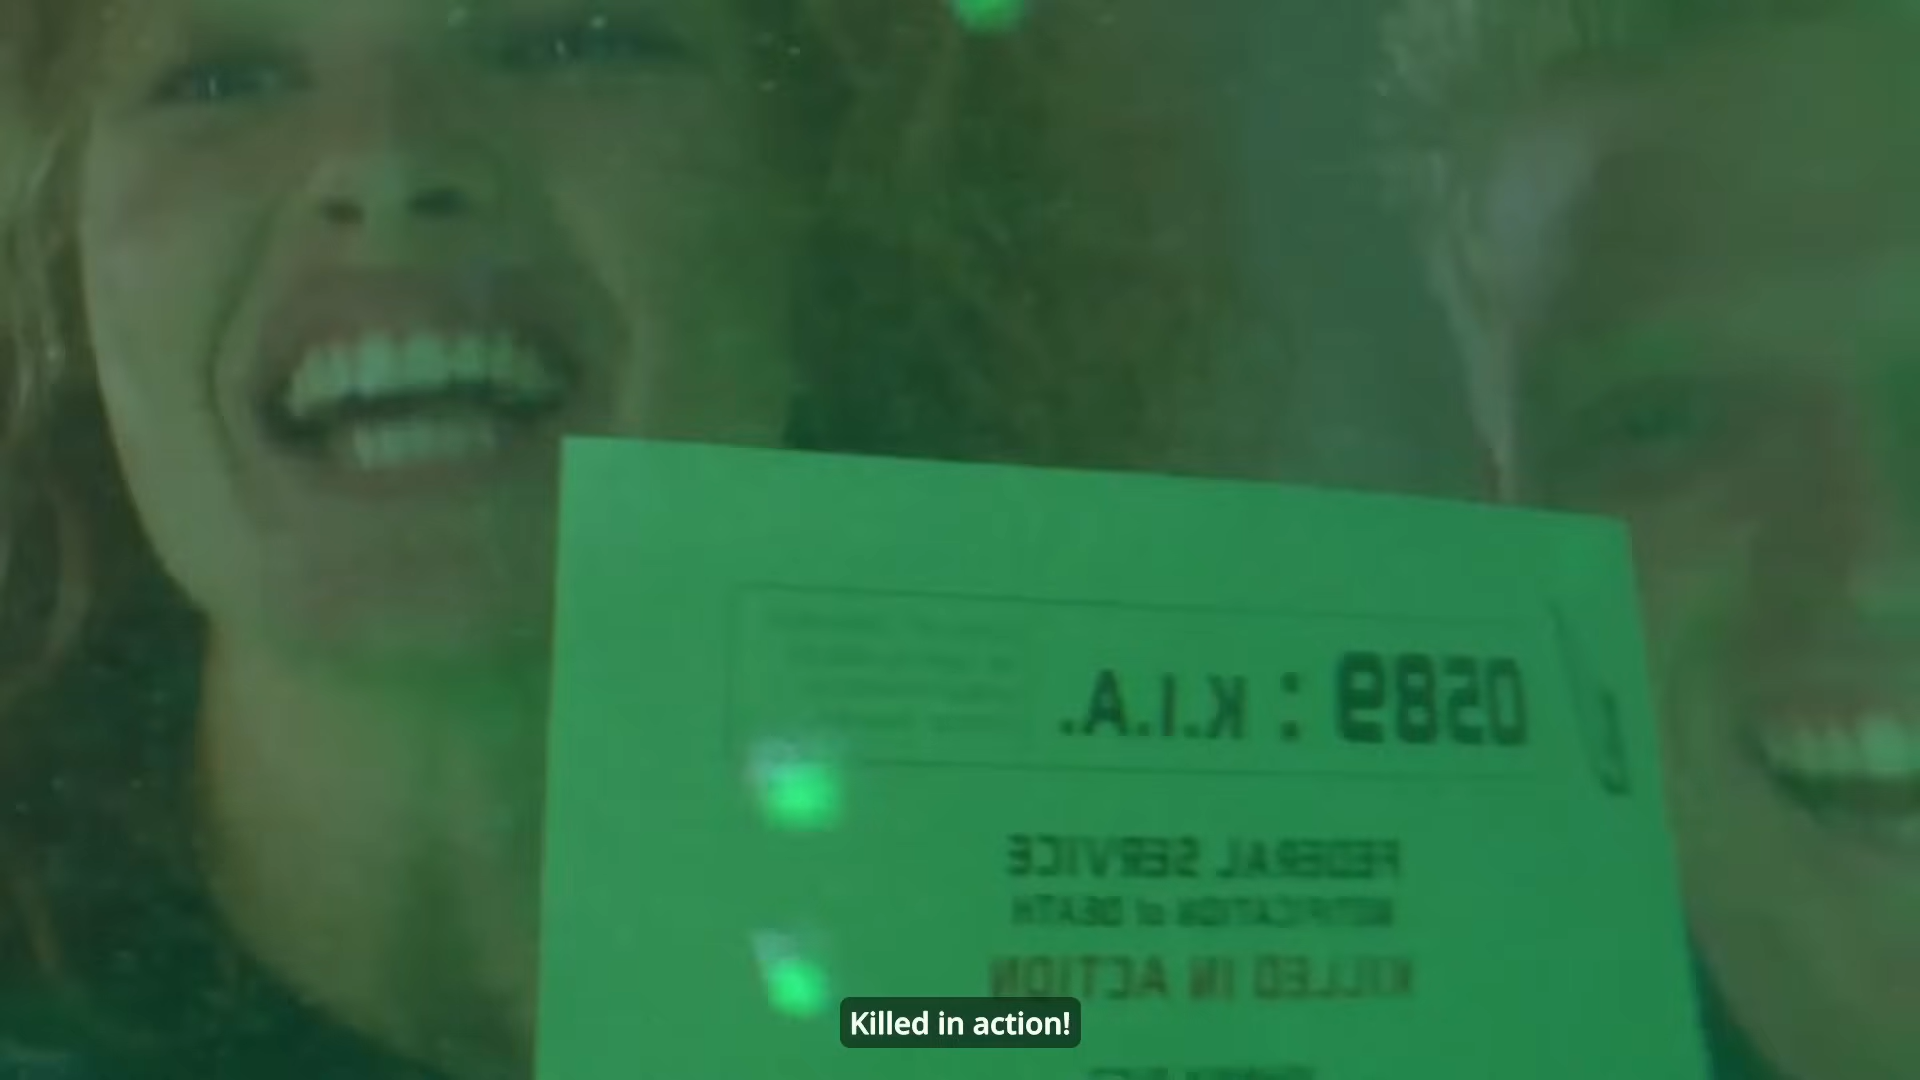 0589 : K.I.A.
FEDERAL SERVICE
NOTIFICATION of DEATH
KILLED IN ACTION
Killed in action!